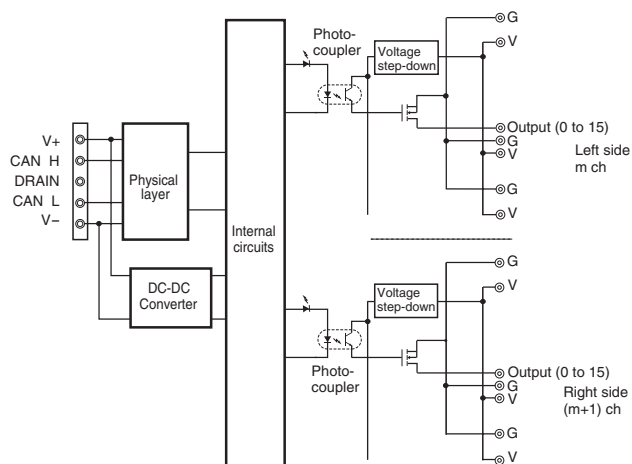 Photo-
coupler
Voltage
step-down
G
V
Output (0 to 15)
G
V
Left side
m ch
G
V
V+
CAN H
DRAIN
CAN L
V−
Physical
layer
Internal
circuits
DC-DC
Converter
G
V
Voltage
step-down
Photo-
coupler
Output (0 to 15)
G
V
Right side
(m+1) ch
G
V